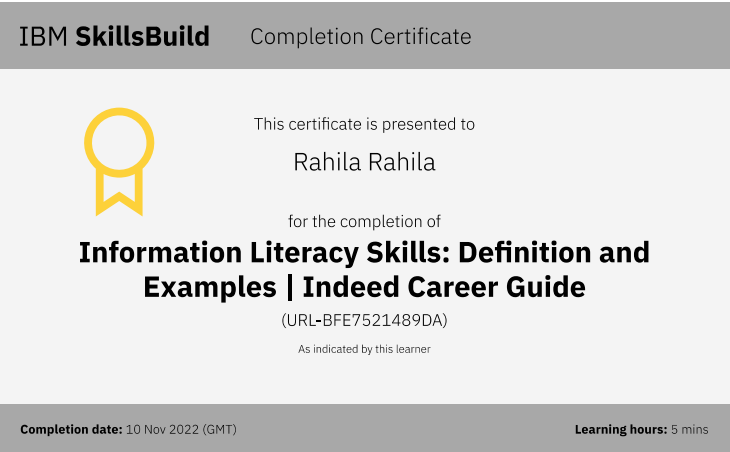 IBM SkillsBuild Completion Certificate
This certificate is presented to
Rahila Rahila
for the completion of
Information Literacy Skills: Definition and
Examples | Indeed Career Guide
(URL-BFE7521489DA)
As indicated by this learner
Completion date: 10 Nov 2022 (GMT) Learning hours: 5 mins